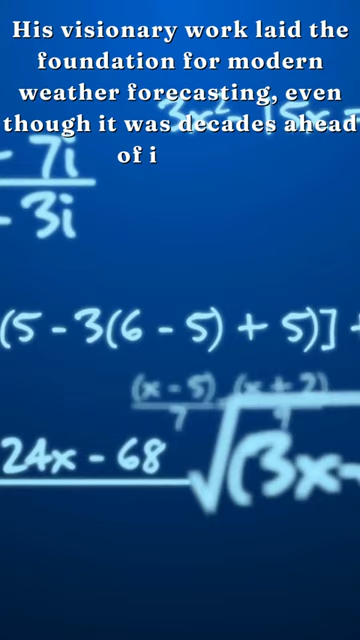 His visionary work laid the
foundation for modern
weather forecasting, even
though it was decades ahead
of i
- 7i
- 3i
(5 - 3(6 - 5) + 5)]
(x - 5) (x + 2)
7 9
24x - 68
√(3x-